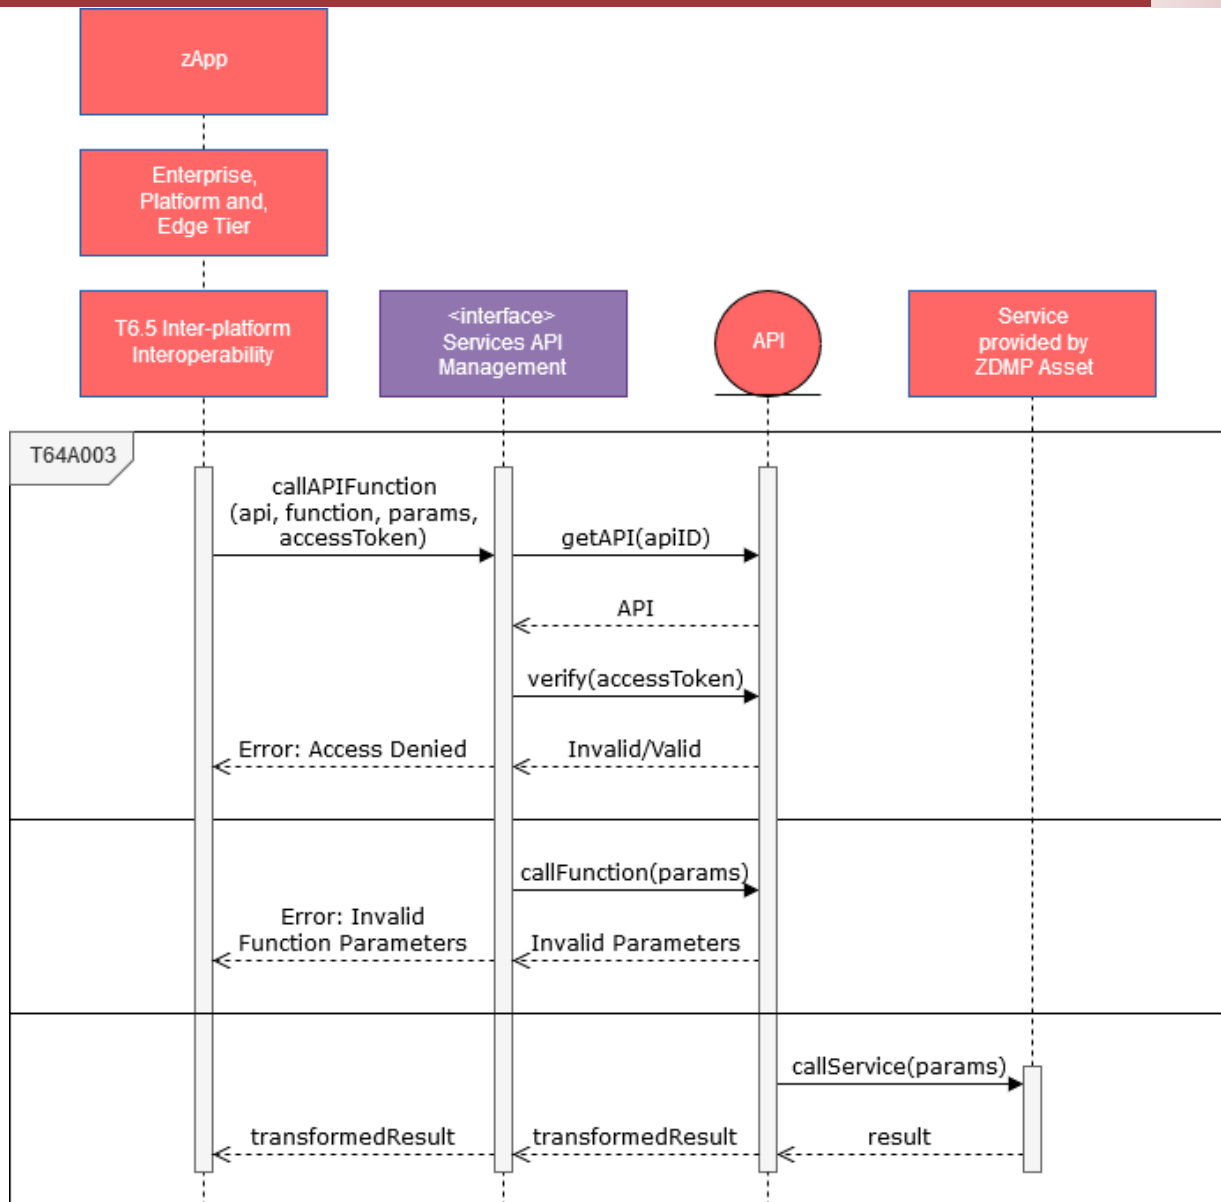 zApp
Enterprise,
Platform and,
Edge Tier
T6.5 Inter-platform
Interoperability
<interface>
Services API
Management
API
Service
provided by
ZDMP Asset
T64A003
callAPIFunction
(api, function, params,
accessToken)
getAPI(apiID)
API
verify(accessToken)
Error: Access Denied
Invalid/Valid
callFunction(params)
Error: Invalid
Function Parameters
Invalid Parameters
callService(params)
transformedResult
transformedResult
result